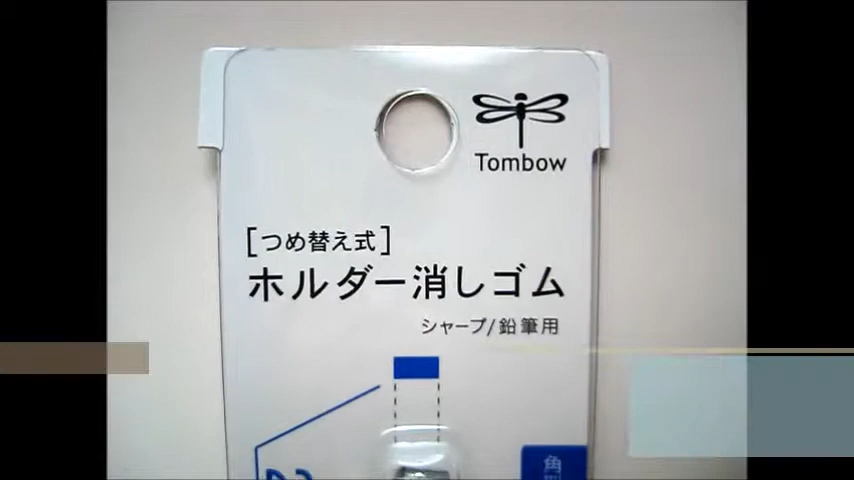 Tombow
[つめ替え式]
ホルダー消しゴム
シャープ/鉛筆用
角